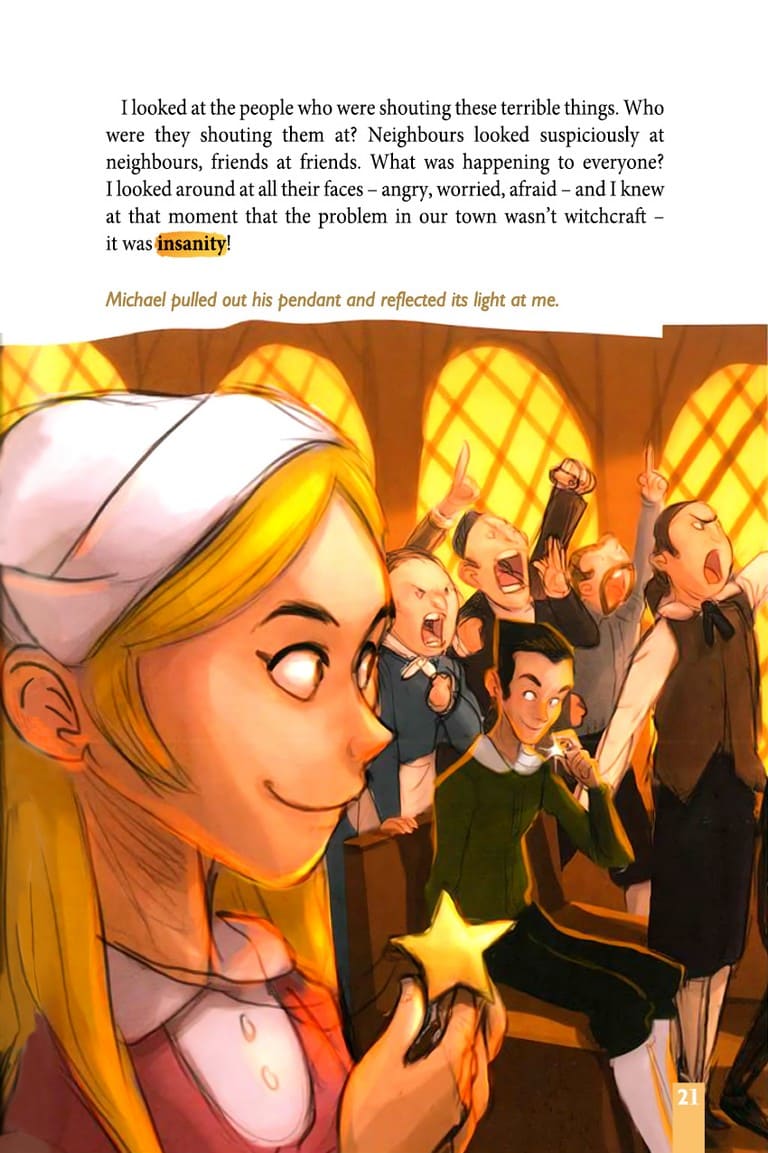 I looked at the people who were shouting these terrible things. Who
were they shouting them at? Neighbours looked suspiciously at
neighbours, friends at friends. What was happening to everyone?
I looked around at all their faces – angry, worried, afraid – and I knew
at that moment that the problem in our town wasn't witchcraft –
it was insanity!
Michael pulled out his pendant and reflected its light at me.
21